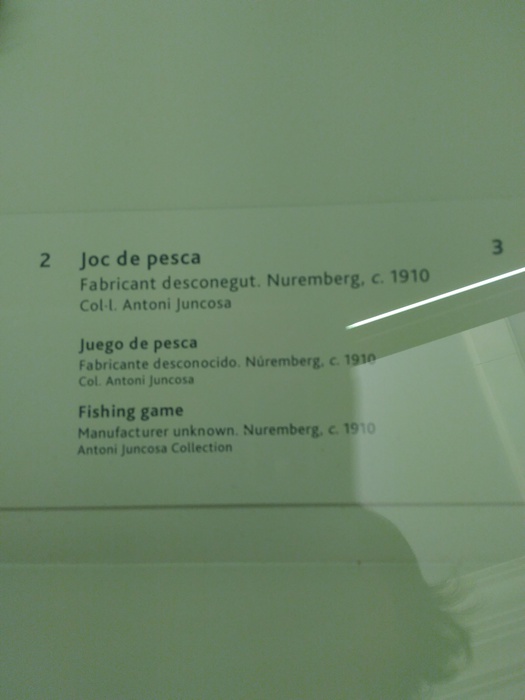 2
Joc de pesca
Fabricant desconegut. Nuremberg, c. 1910
Col·l. Antoni Juncosa
Juego de pesca
Fabricante desconocido. Núremberg, c. 1910
Col. Antoni Juncosa
Fishing game
Manufacturer unknown. Nuremberg, c. 1910
Antoni Juncosa Collection
3